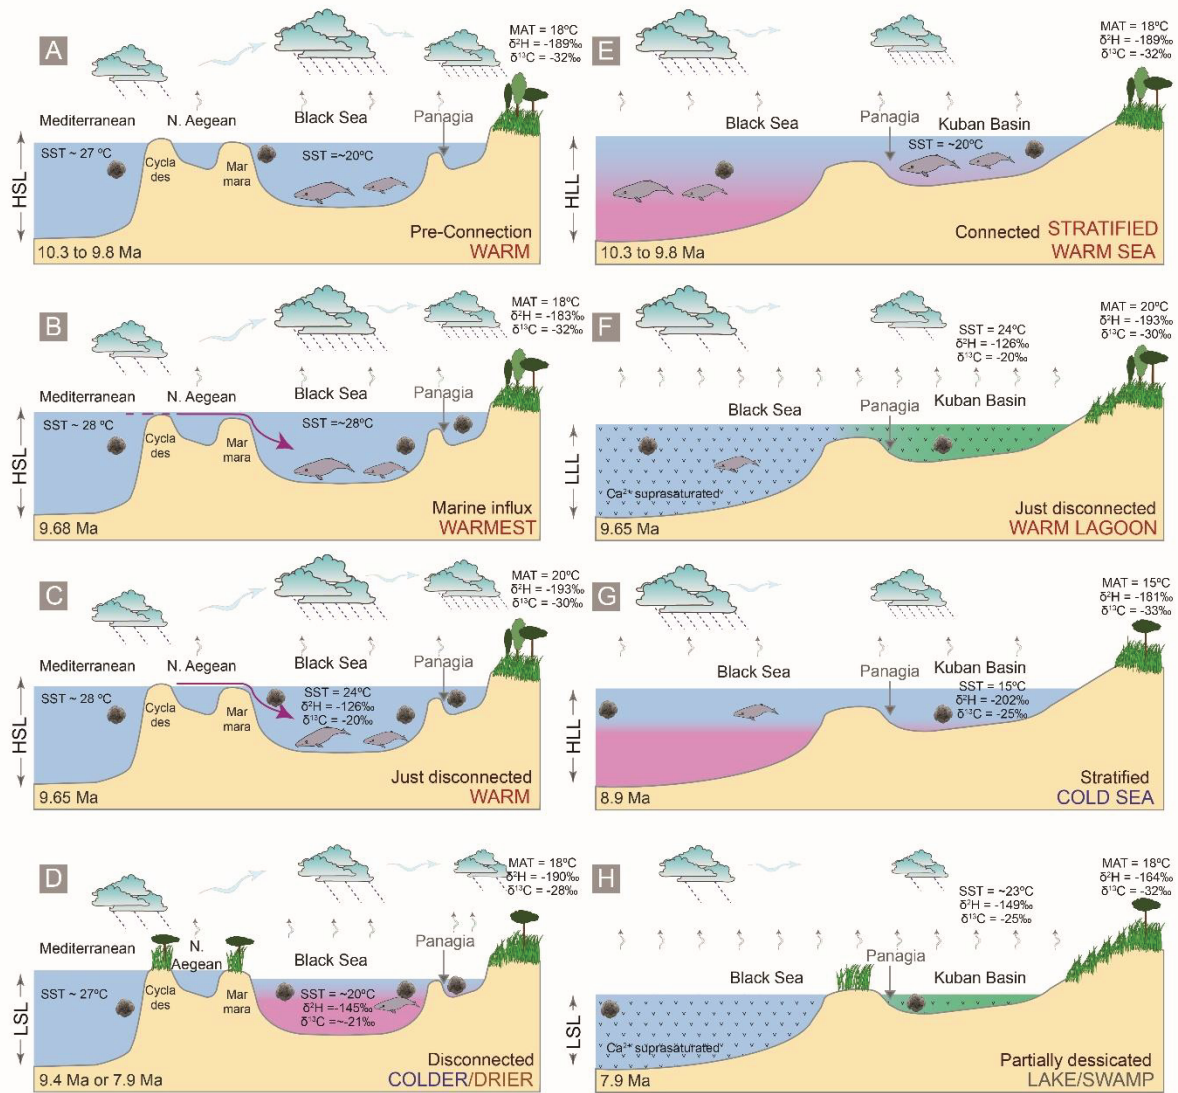 A
MAT = 18ºC
δ²H = -189‰
δ¹³C = -32‰
Mediterranean
N. Aegean
Black Sea
Panagia
HSL
SST ~ 27 ºC
Cycla
des
Mar
mara
SST =~20ºC
Pre-Connection
WARM
10.3 to 9.8 Ma
B
MAT = 18ºC
δ²H = -183‰
δ¹³C = -32‰
Mediterranean
N. Aegean
Black Sea
Panagia
HSL
SST ~ 28 ºC
Cycla
des
Mar
mara
SST =~28ºC
Marine influx
WARMEST
9.68 Ma
C
MAT = 20ºC
δ²H = -193‰
δ¹³C = -30‰
Mediterranean
N. Aegean
Black Sea
Panagia
HSL
SST ~ 28 ºC
Cycla
des
Mar
mara
SST = 24ºC
δ²H = -126‰
δ¹³C = -20‰
Just disconnected
WARM
9.65 Ma
D
MAT = 18ºC
δ²H = -190‰
δ¹³C = -28‰
Mediterranean
N.
Aegean
Black Sea
Panagia
LSL
SST ~ 27ºC
Cycla
des
Mar
mara
SST = ~20ºC
δ²H = -145‰
δ¹³C = ~-21‰
Disconnected
COLDER/DRIER
9.4 Ma or 7.9 Ma
E
MAT = 18ºC
δ²H = -189‰
δ¹³C = -32‰
Black Sea
Panagia
Kuban Basin
HLL
SST = ~20ºC
Connected STRATIFIED
WARM SEA
10.3 to 9.8 Ma
F
MAT = 20ºC
δ²H = -193‰
δ¹³C = -30‰
SST = 24ºC
δ²H = -126‰
δ¹³C = -20‰
Black Sea
Panagia
Kuban Basin
LLL
Ca²⁺ suprasaturated
Just disconnected
WARM LAGOON
9.65 Ma
G
MAT = 15ºC
δ²H = -181‰
δ¹³C = -33‰
Black Sea
Panagia
Kuban Basin
HLL
SST = 15ºC
δ²H = -202‰
δ¹³C = -25‰
Stratified
COLD SEA
8.9 Ma
H
MAT = 18ºC
δ²H = -164‰
δ¹³C = -32‰
SST = ~23ºC
δ²H = -149‰
δ¹³C = -25‰
Black Sea
Panagia
Kuban Basin
LSL
Ca²⁺ suprasaturated
Partially dessicated
LAKE/SWAMP
7.9 Ma